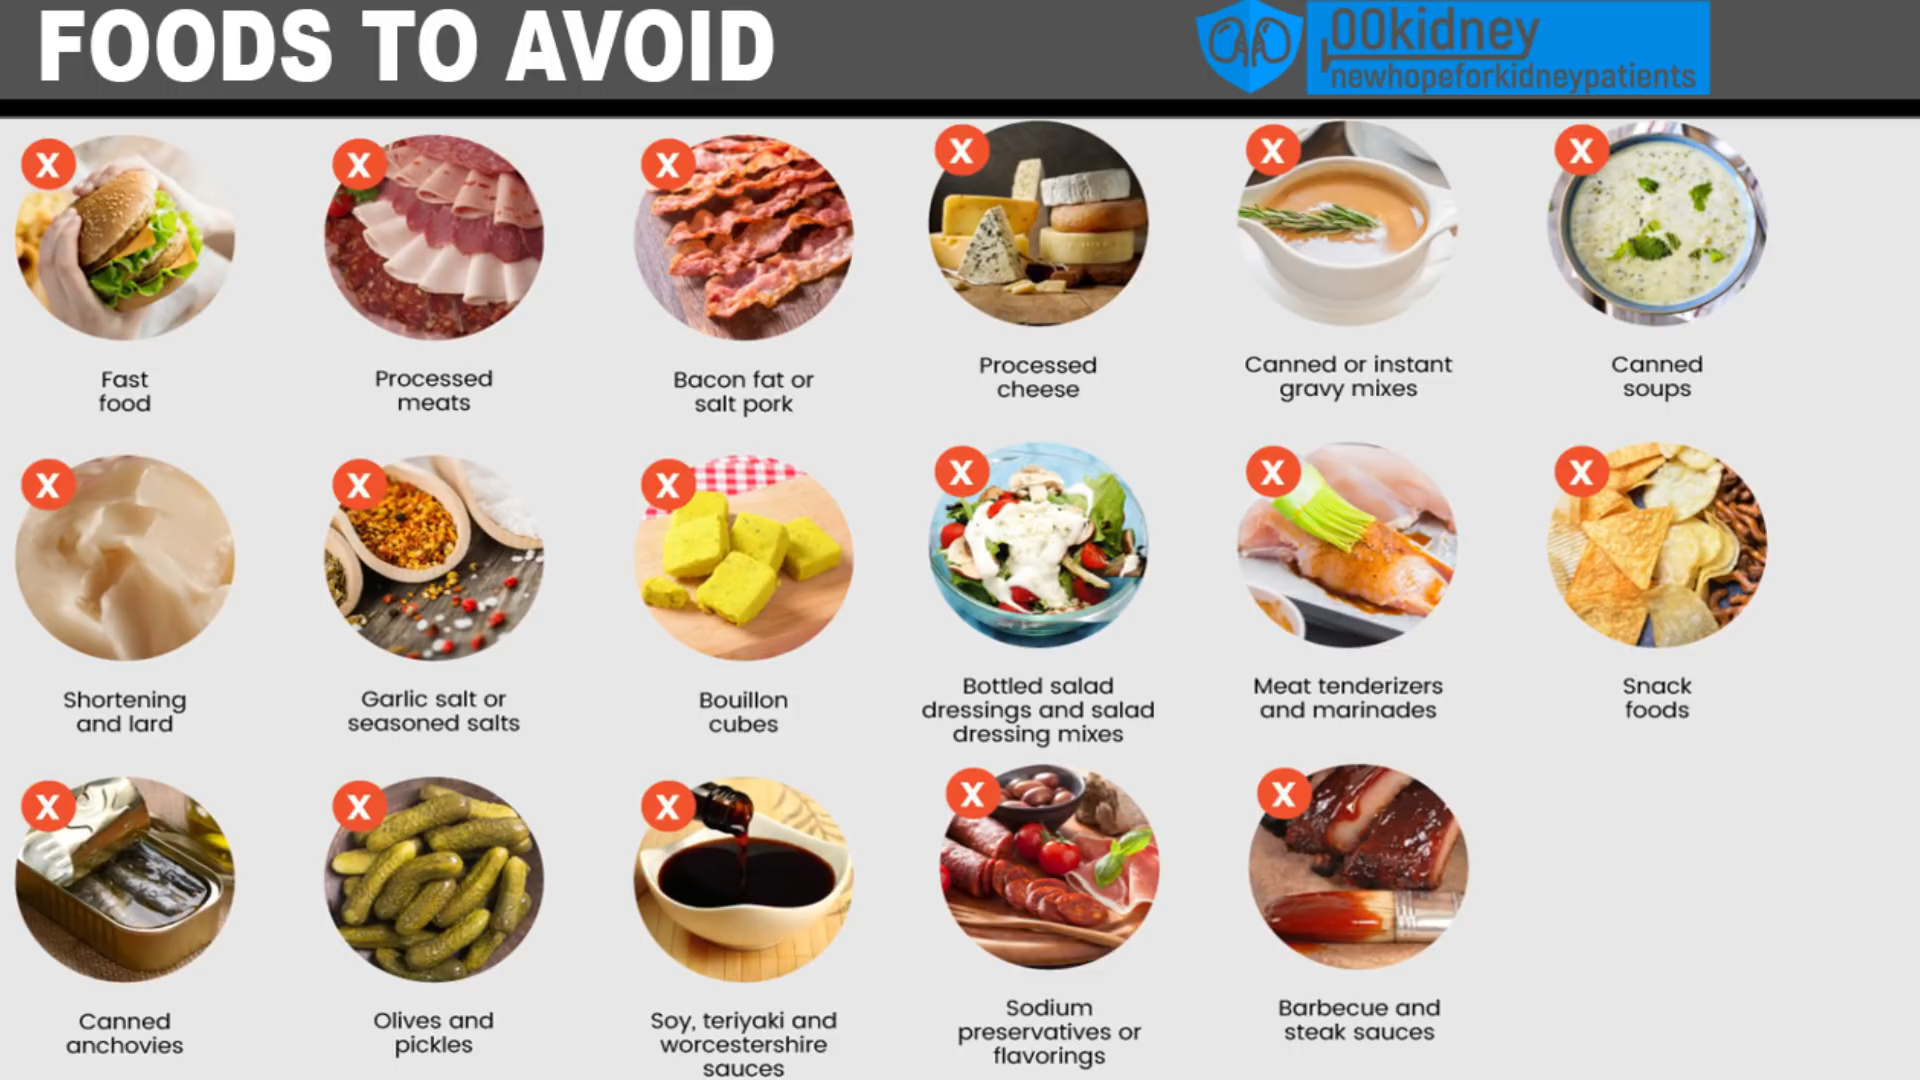 FOODS TO AVOID
00kidney
newhopeforkidneypatients
X
X
X
X
X
X
Fast
food
Processed
meats
Bacon fat or
salt pork
Processed
cheese
Canned or instant
gravy mixes
Canned
soups
X
X
X
X
X
X
Shortening
and lard
Garlic salt or
seasoned salts
Bouillon
cubes
Bottled salad
dressings and salad
dressing mixes
Meat tenderizers
and marinades
Snack
foods
X
X
X
X
X
Canned
anchovies
Olives and
pickles
Soy, teriyaki and
worcestershire
sauces
Sodium
preservatives or
flavorings
Barbecue and
steak sauces